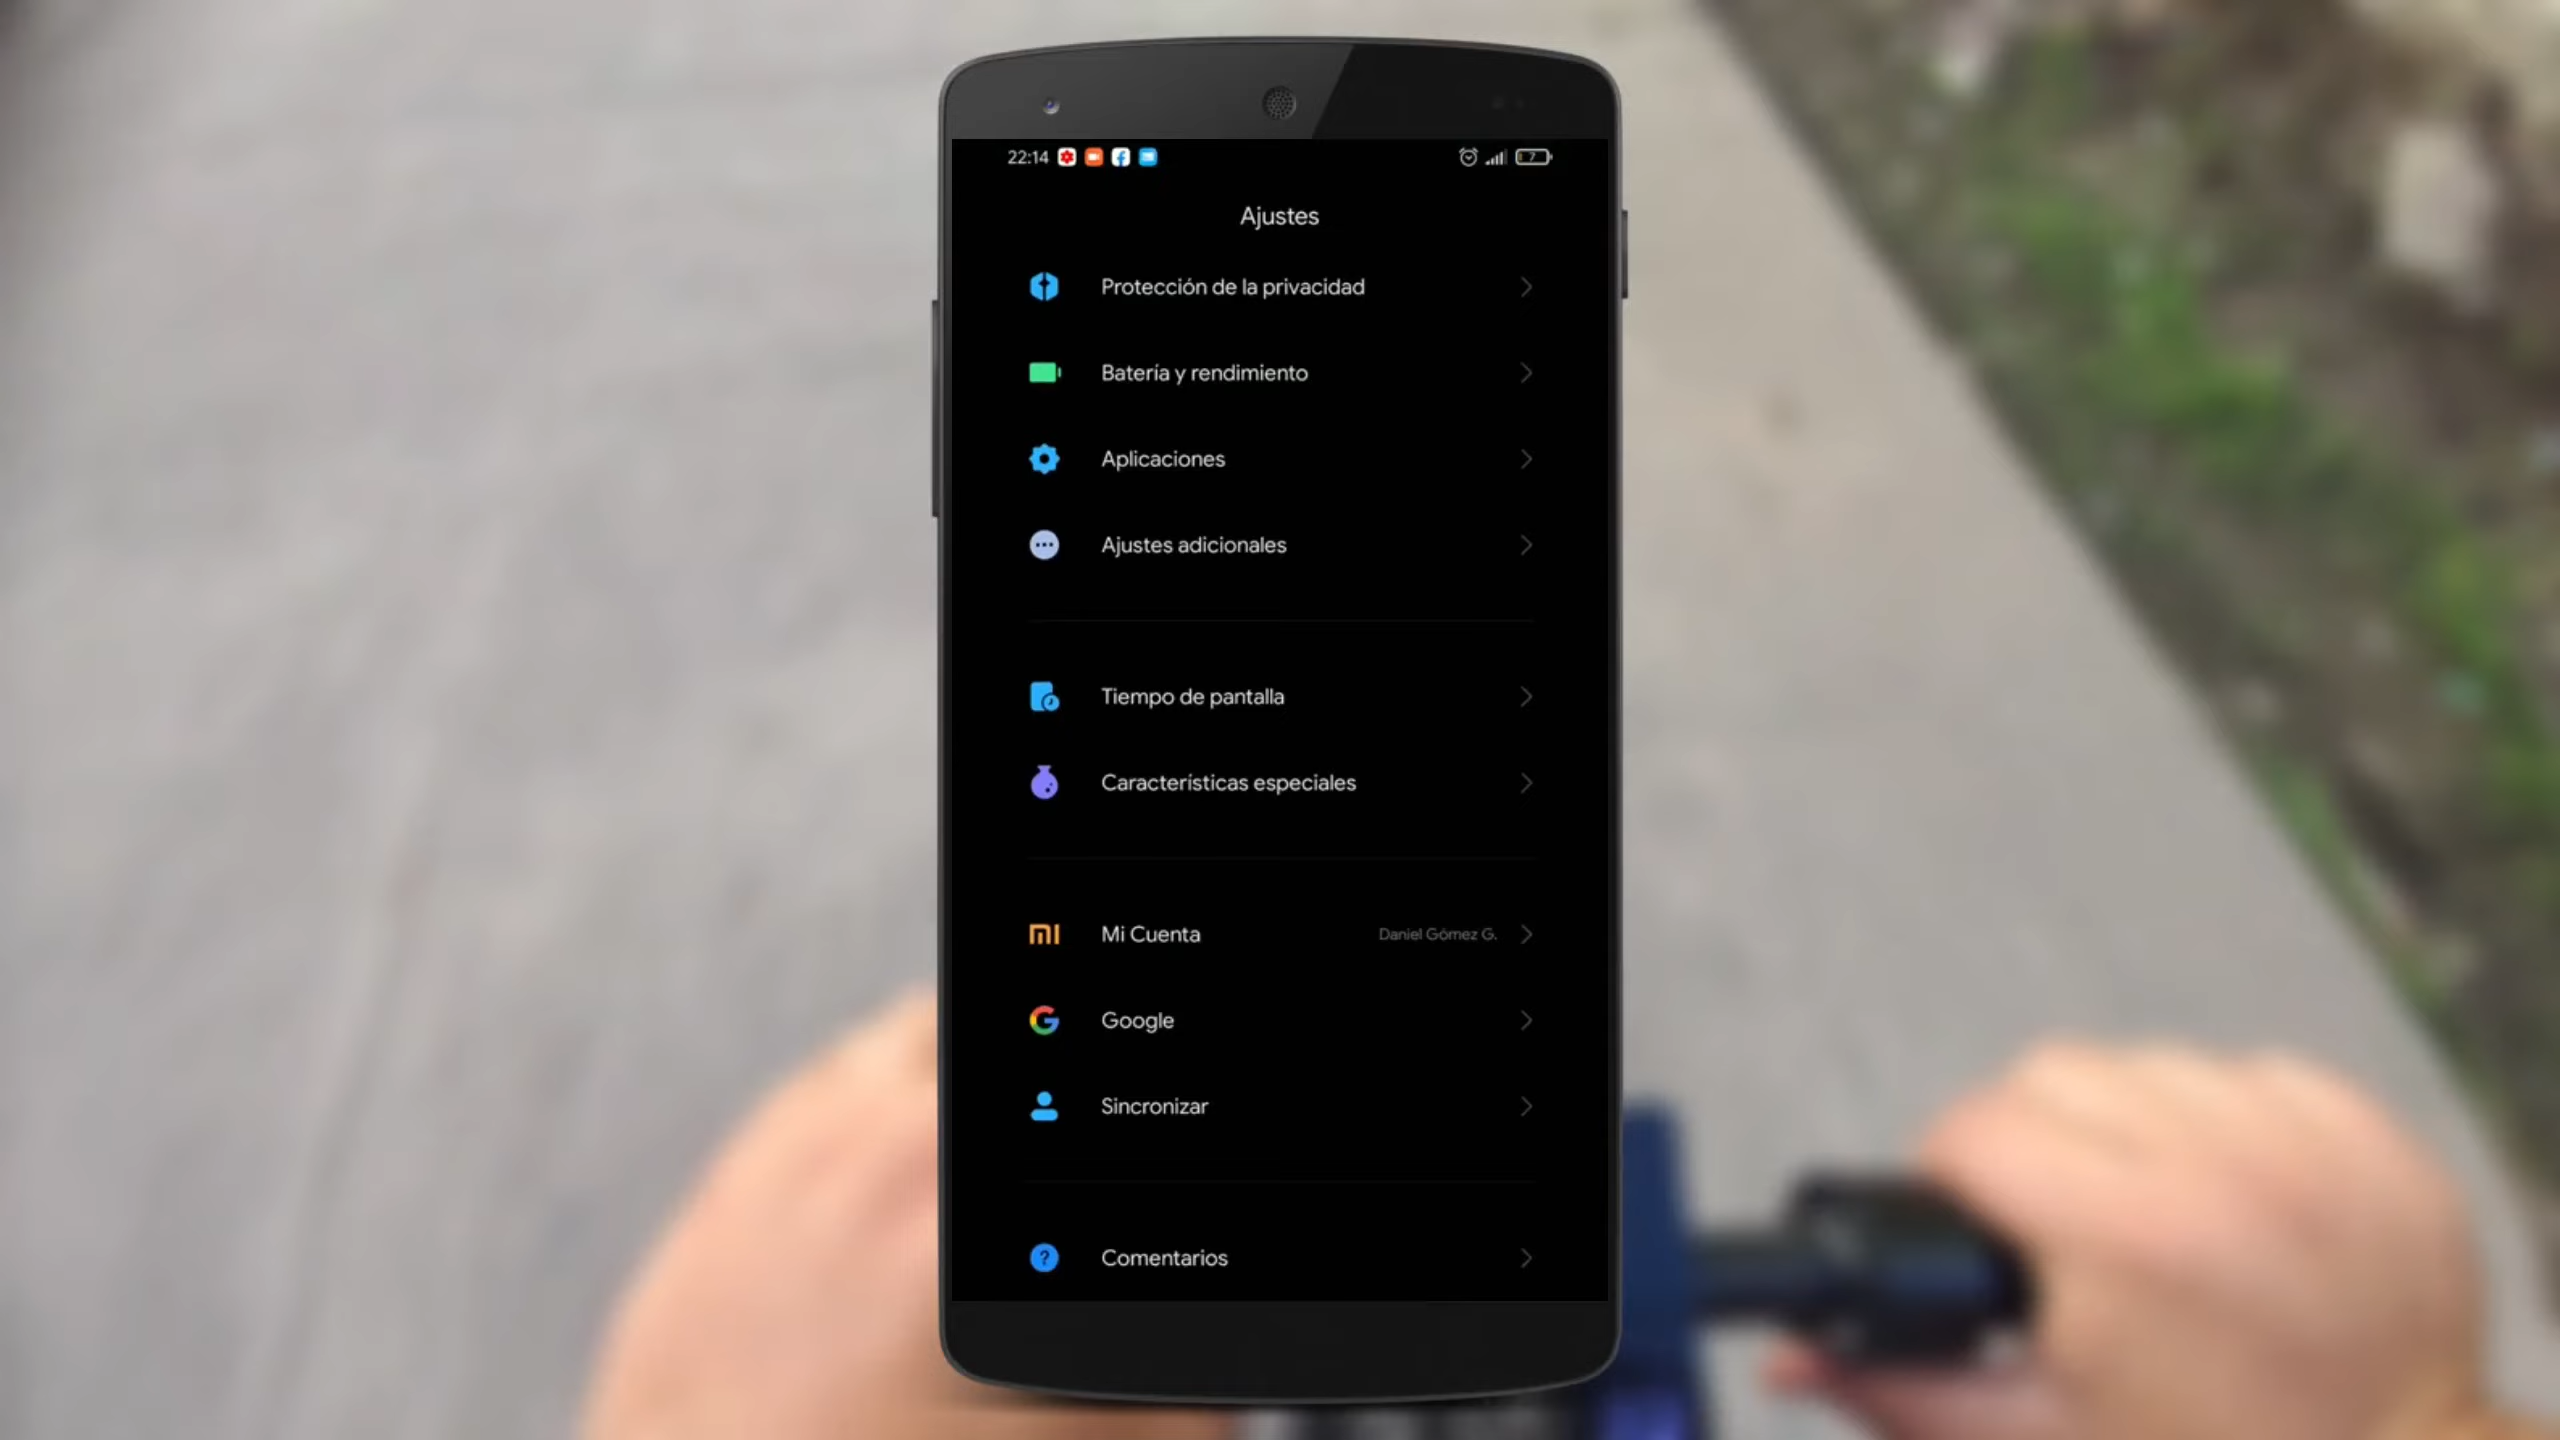 22:14
7
Ajustes
Protección de la privacidad
Batería y rendimiento
Aplicaciones
Ajustes adicionales
Tiempo de pantalla
Características especiales
Mi Cuenta Daniel Gómez G.
Google
Sincronizar
Comentarios